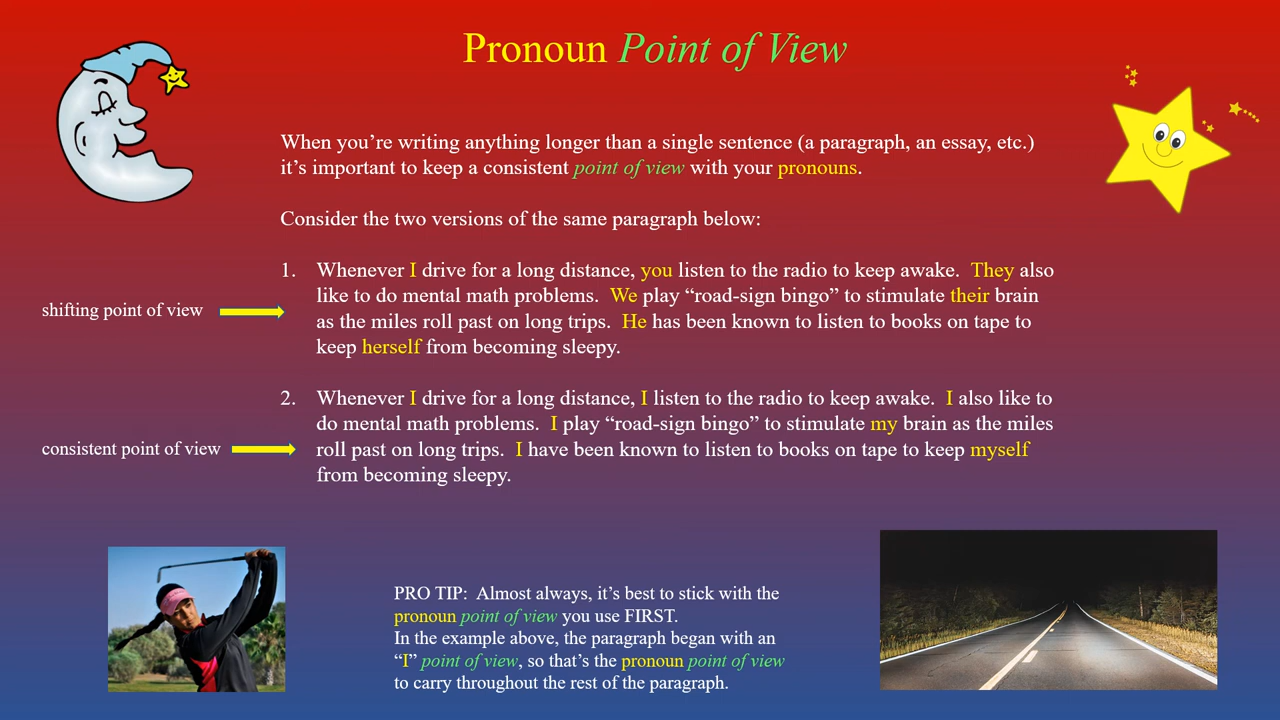 Pronoun Point of View
When you’re writing anything longer than a single sentence (a paragraph, an essay, etc.)
it’s important to keep a consistent point of view with your pronouns.
Consider the two versions of the same paragraph below:
shifting point of view
1. Whenever I drive for a long distance, you listen to the radio to keep awake.  They also
like to do mental math problems.  We play “road-sign bingo” to stimulate their brain
as the miles roll past on long trips.  He has been known to listen to books on tape to
keep herself from becoming sleepy.
consistent point of view
2. Whenever I drive for a long distance, I listen to the radio to keep awake.  I also like to
do mental math problems.  I play “road-sign bingo” to stimulate my brain as the miles
roll past on long trips.  I have been known to listen to books on tape to keep myself
from becoming sleepy.
PRO TIP:  Almost always, it’s best to stick with the
pronoun point of view you use FIRST.
In the example above, the paragraph began with an
“I” point of view, so that’s the pronoun point of view
to carry throughout the rest of the paragraph.